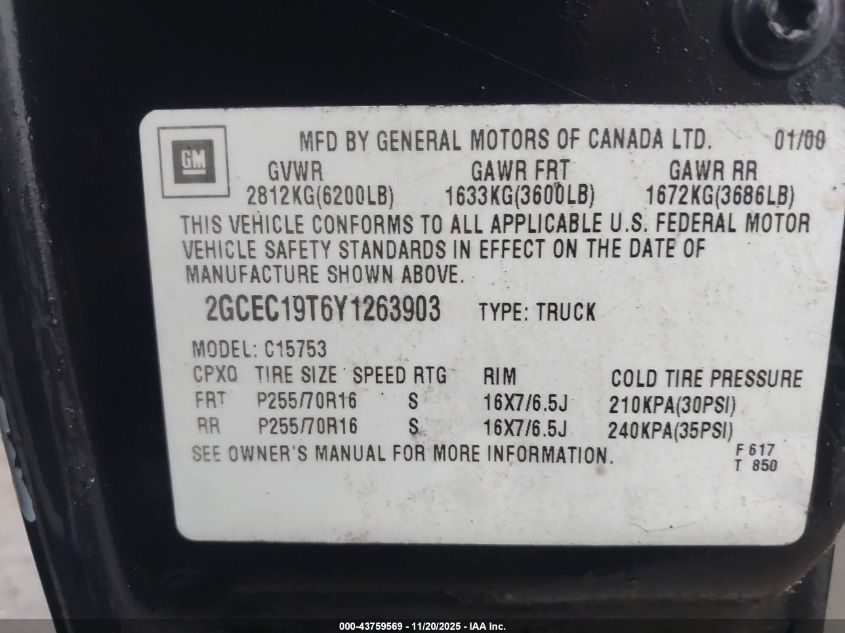 GM
MFD BY GENERAL MOTORS OF CANADA LTD. 01/00
GVWR GAWR FRT GAWR RR
2812KG(6200LB) 1633KG(3600LB) 1672KG(3686LB)
THIS VEHICLE CONFORMS TO ALL APPLICABLE U.S. FEDERAL MOTOR
VEHICLE SAFETY STANDARDS IN EFFECT ON THE DATE OF
MANUFACTURE SHOWN ABOVE.
2GCEC19T6Y1263903 TYPE: TRUCK
MODEL: C15753
CPXQ TIRE SIZE SPEED RTG RIM COLD TIRE PRESSURE
FRT P255/70R16 S 16X7/6.5J 210KPA(30PSI)
RR P255/70R16 S 16X7/6.5J 240KPA(35PSI)
SEE OWNER'S MANUAL FOR MORE INFORMATION. F 617
T 850
000-43759569 - 11/20/2025 - IAA Inc.